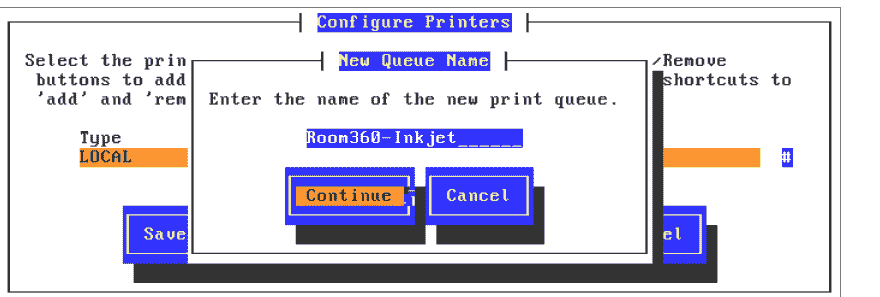 Configure Printers
Select the prin
/Remove
buttons to add
shortcuts to
'add' and 'rem
New Queue Name
Enter the name of the new print queue.
Room360-Inkjet______
Type
LOCAL
#
Continue
Cancel
Save
el